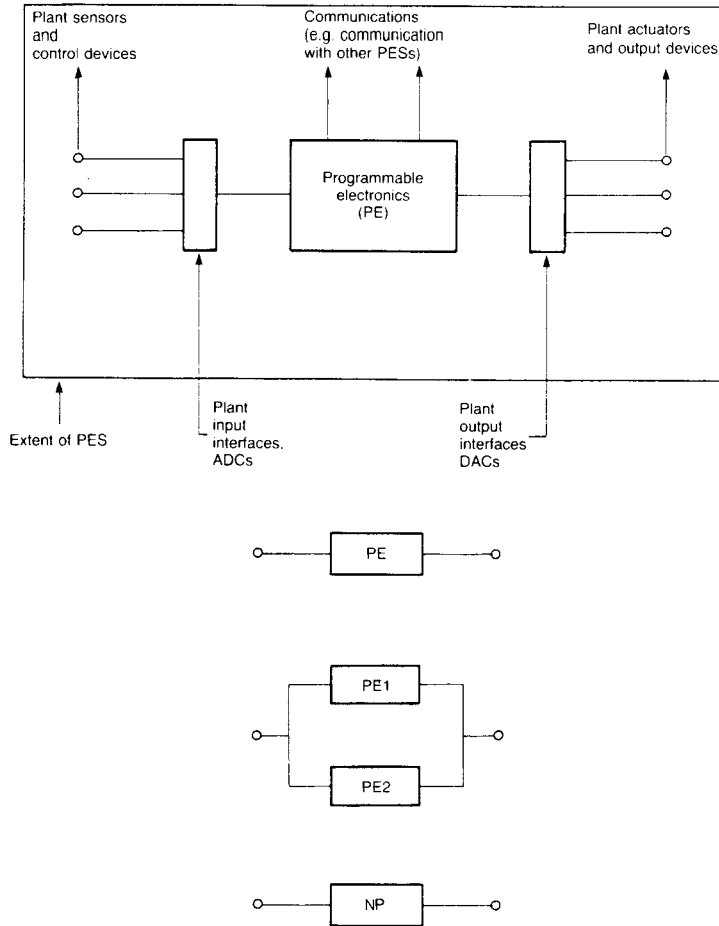 Plant sensors
and
control devices
Communications
(e.g. communication
with other PESs)
Plant actuators
and output devices
Programmable
electronics
(PE)
Extent of PES
Plant
input
interfaces.
ADCs
Plant
output
interfaces
DACs
PE
PE1
PE2
NP